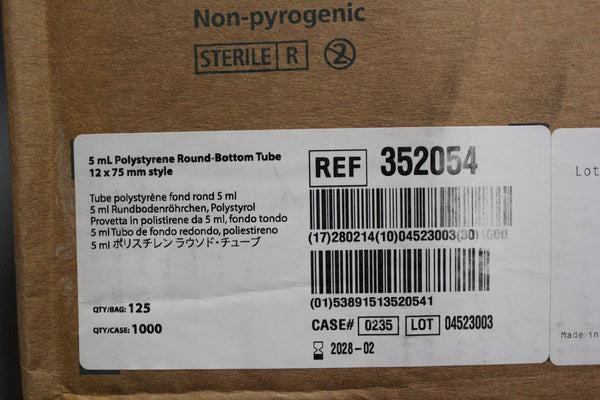 Non-pyrogenic
STERILE R 2
5 mL Polystyrene Round-Bottom Tube
12 x 75 mm style
Tube polystyrène fond rond 5 ml
5 ml Rundbodenröhrchen, Polystyrol
Provetta in polistirene da 5 ml, fondo tondo
5 ml Tubo de fondo redondo, poliestireno
5 ml ポリスチレン ラウンド・チューブ
QTY/BAG: 125
QTY/CASE: 1000
REF 352054
(17)280214(10)04523003(30)1000
(01)53891513520541
CASE# 0235 LOT 04523003
2028-02
Lot
Made in